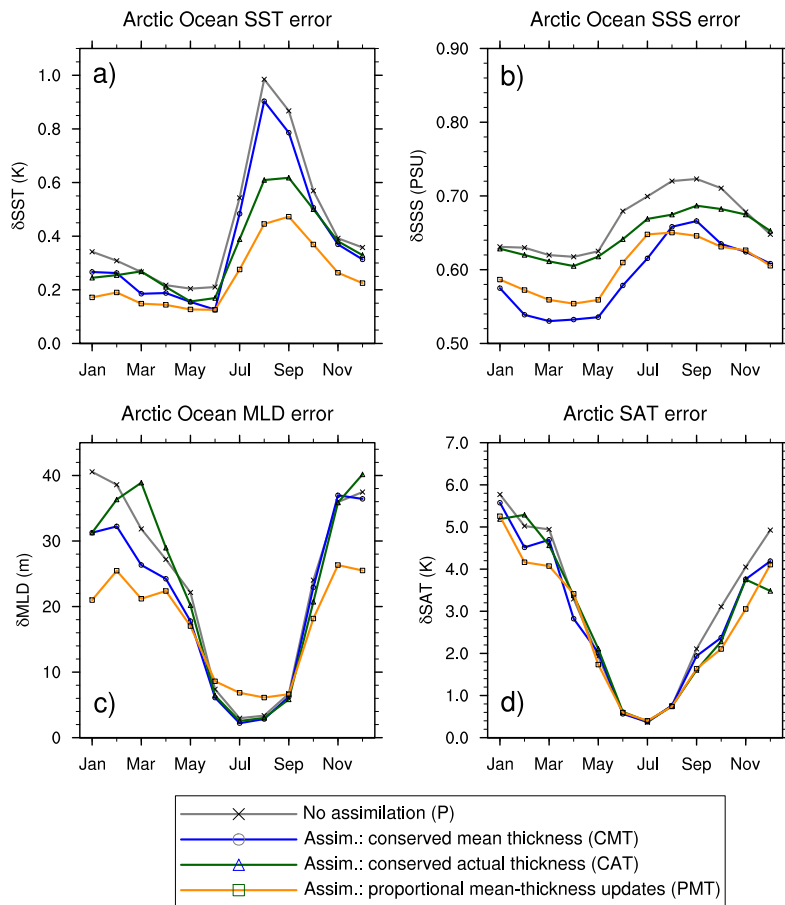 Arctic Ocean SST error
Arctic Ocean SSS error
a)
b)
δSST (K)
1.0
0.8
0.6
0.4
0.2
0.0
Jan Mar May Jul Sep Nov
δSSS (PSU)
0.90
0.80
0.70
0.60
0.50
Jan Mar May Jul Sep Nov
Arctic Ocean MLD error
Arctic SAT error
δMLD (m)
40
30
20
10
0
c)
Jan Mar May Jul Sep Nov
δSAT (K)
7.0
6.0
5.0
4.0
3.0
2.0
1.0
0.0
d)
Jan Mar May Jul Sep Nov
No assimilation (P)
Assim.: conserved mean thickness (CMT)
Assim.: conserved actual thickness (CAT)
Assim.: proportional mean-thickness updates (PMT)